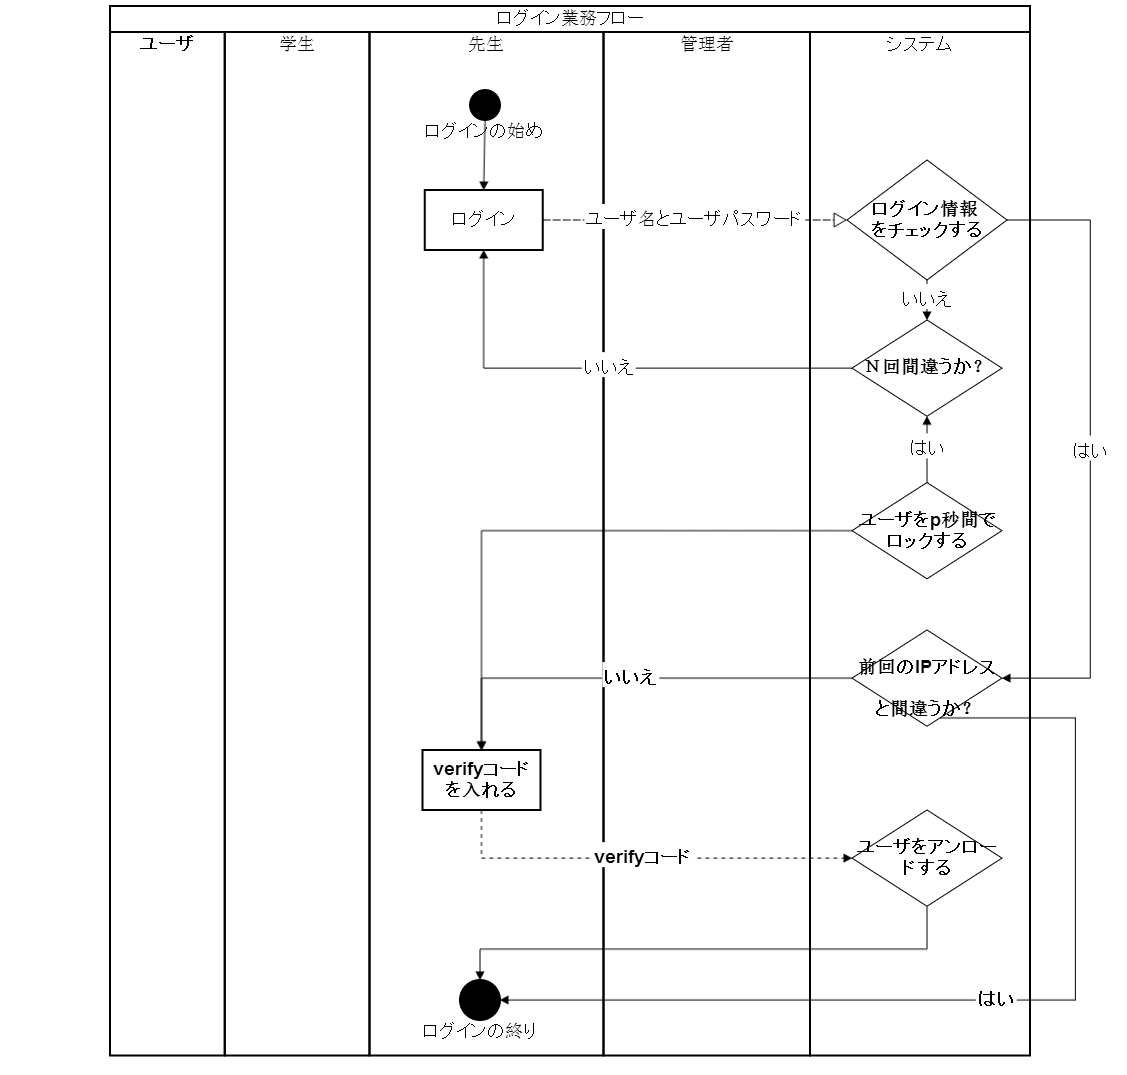 ログイン業務フロー
ユーザ
学生
先生
管理者
システム
ログインの始め
ログイン
ユーザ名とユーザパスワード
ログイン情報
をチェックする
いいえ
いいえ
N回間違うか?
はい
はい
ユーザをp秒間で
ロックする
いいえ
前回のIPアドレス
と間違うか?
verifyコード
を入れる
verifyコード
ユーザをアンロー
ドする
はい
ログインの終り